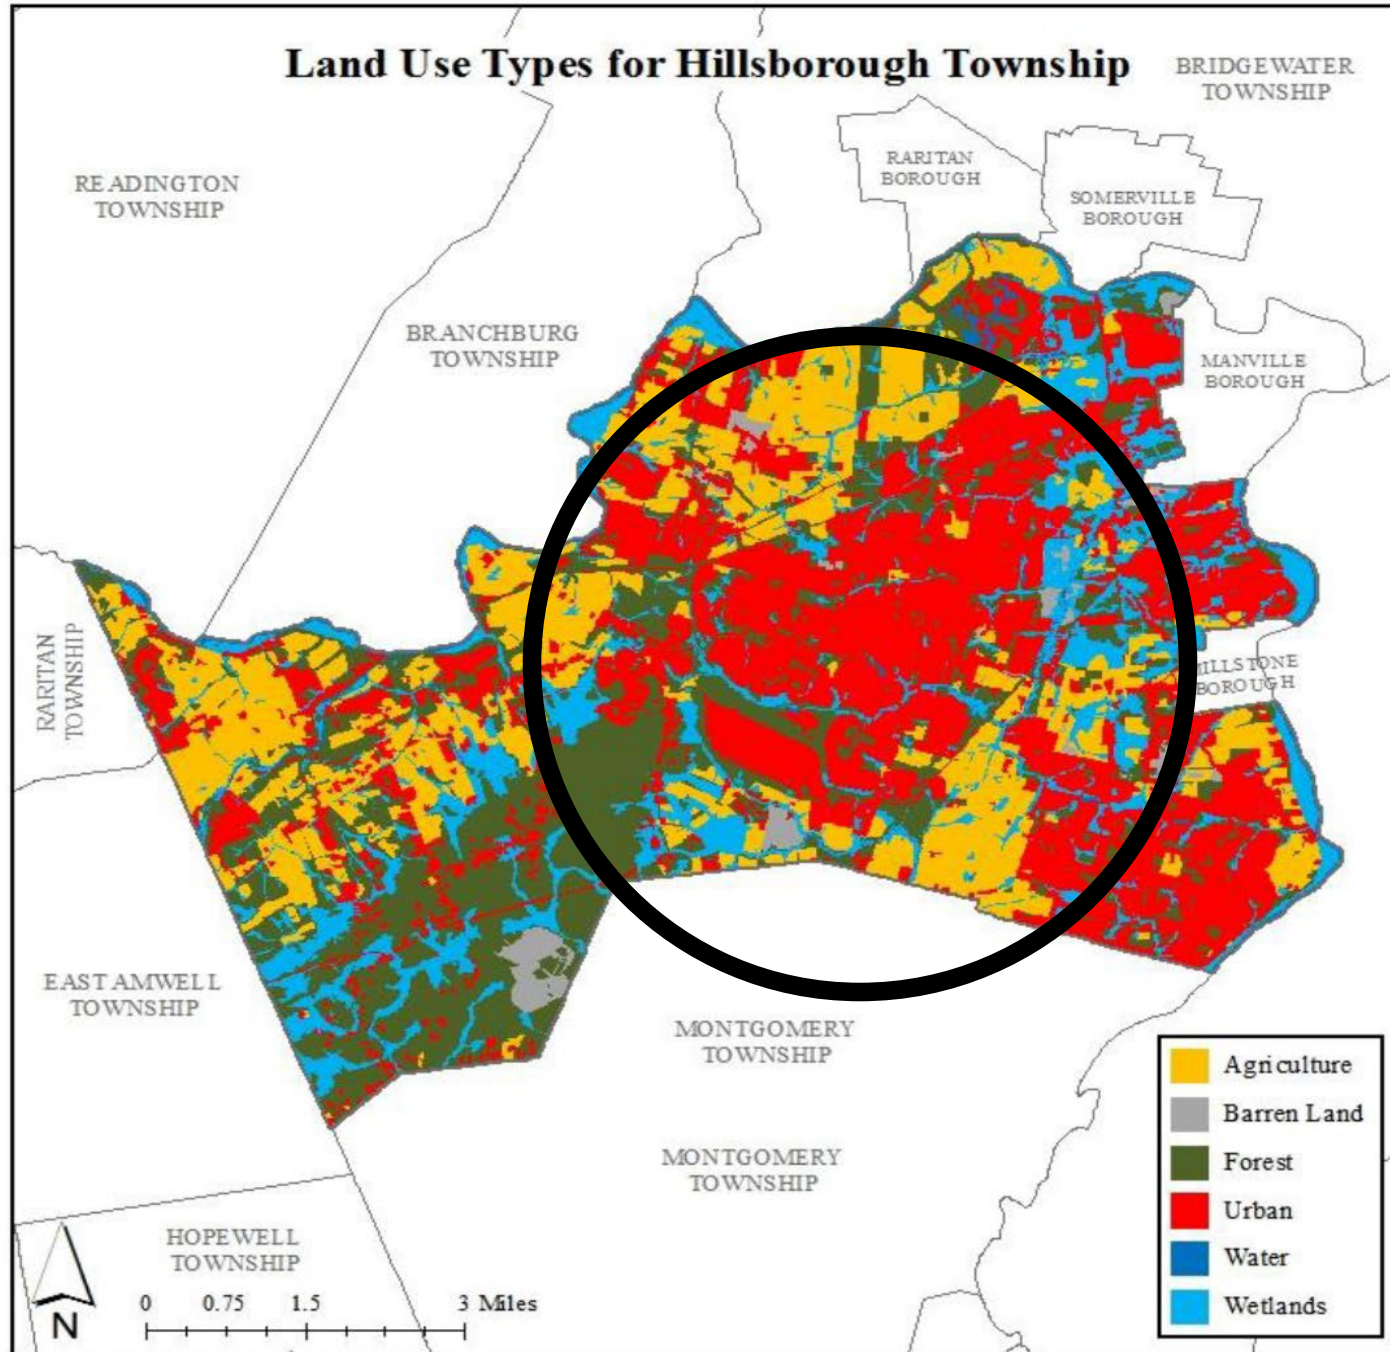 Land Use Types for Hillsborough Township
BRIDGEWATER
TOWNSHIP
RARITAN
BOROUGH
READINGTON
TOWNSHIP
SOMERVILLE
BOROUGH
BRANCHBURG
TOWNSHIP
MANVILLE
BOROUGH
RARITAN
TOWNSHIP
MILLSTONE
BOROUGH
EAST AMWELL
TOWNSHIP
MONTGOMERY
TOWNSHIP
MONTGOMERY
TOWNSHIP
HOPEWELL
TOWNSHIP
N
0 0.75 1.5 3 Miles
Agriculture
Barren Land
Forest
Urban
Water
Wetlands